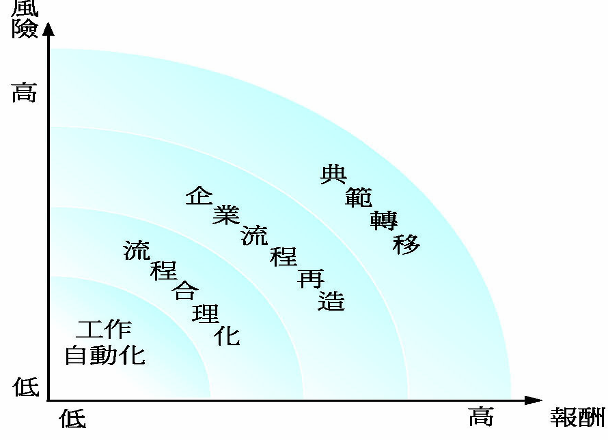 風險
高
典範轉移
企業流程再造
流程合理化
工作
自動化
低
低
高
報酬